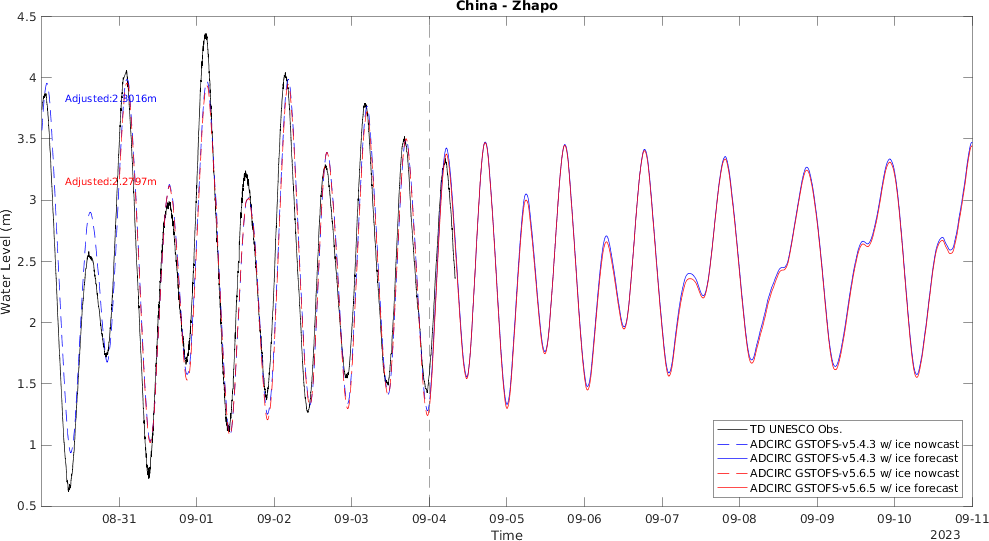 China - Zhapo
Water Level (m)
4.5
4
3.5
3
2.5
2
1.5
1
0.5
Adjusted:2.3016m
Adjusted:2.2797m
TD UNESCO Obs.
ADCIRC GSTOFS-v5.4.3 w/ ice nowcast
ADCIRC GSTOFS-v5.4.3 w/ ice forecast
ADCIRC GSTOFS-v5.6.5 w/ ice nowcast
ADCIRC GSTOFS-v5.6.5 w/ ice forecast
08-31 09-01 09-02 09-03 09-04 09-05 09-06 09-07 09-08 09-09 09-10 09-11
Time
2023